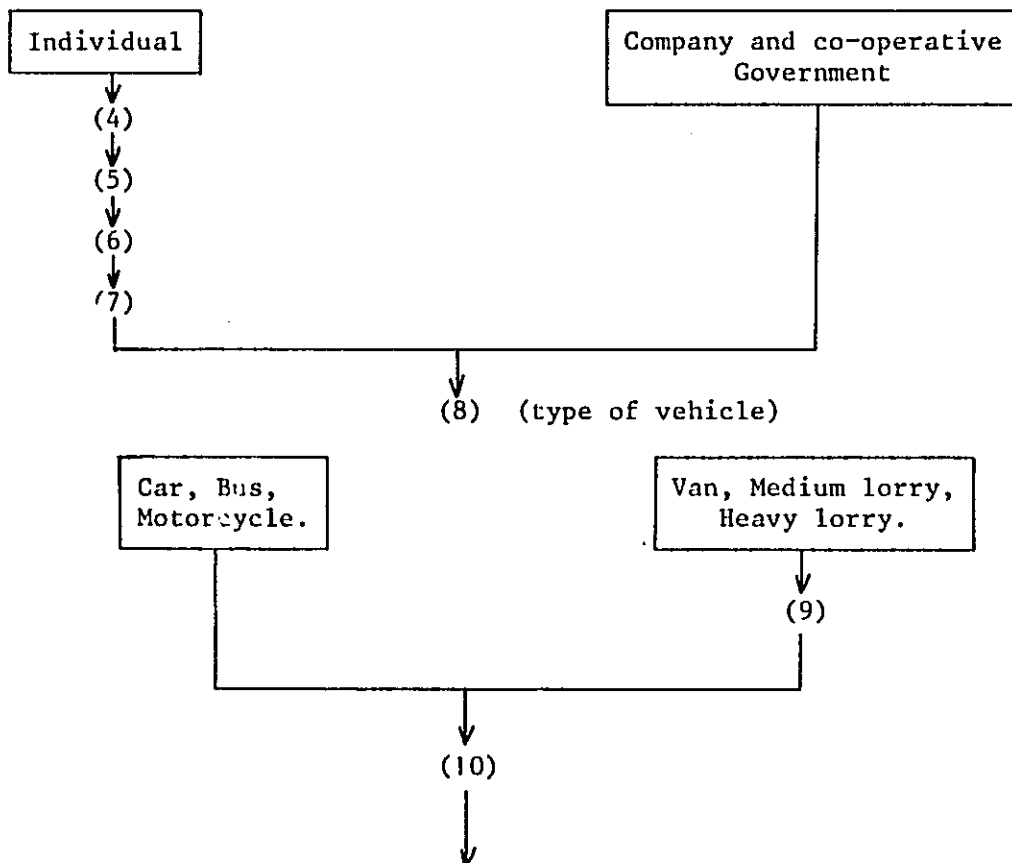 Individual
Company and co-operative
Government
(4)
(5)
(6)
(7)
(8) (type of vehicle)
Car, Bus,
Motorcycle.
Van, Medium lorry,
Heavy lorry.
(9)
(10)